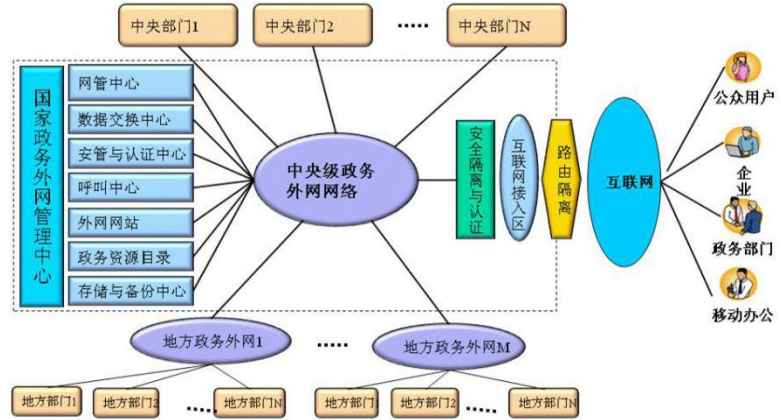 中央部门1
中央部门2
.....
中央部门N
国家政务外网管理中心
网管中心
数据交换中心
安管与认证中心
呼叫中心
外网网站
政务资源目录
存储与备份中心
中央级政务
外网网络
安全隔离与认证
互联网接入区
路由隔离
互联网
公众用户
企
业
政务部门
移动办公
地方政务外网1
.....
地方政务外网M
地方部门1
地方部门2
.....
地方部门N
地方部门1
地方部门2
.....
地方部门N